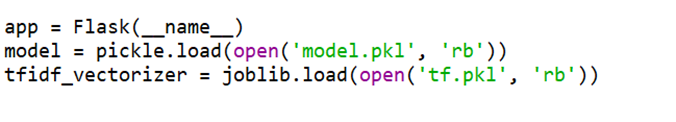 app = Flask(__name__)
model = pickle.load(open('model.pkl', 'rb'))
tfidf_vectorizer = joblib.load(open('tf.pkl', 'rb'))